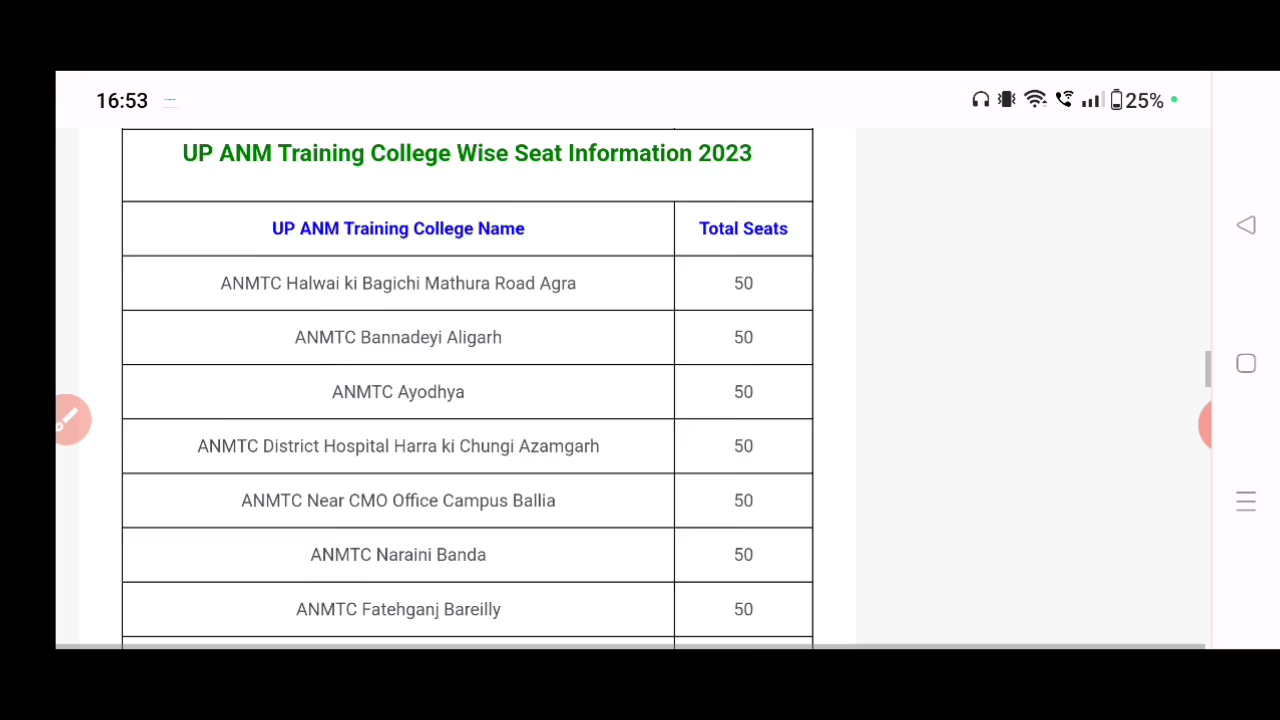 16:53
25%
UP ANM Training College Wise Seat Information 2023
UP ANM Training College Name Total Seats
ANMTC Halwai ki Bagichi Mathura Road Agra 50
ANMTC Bannadeyi Aligarh 50
ANMTC Ayodhya 50
ANMTC District Hospital Harra ki Chungi Azamgarh 50
ANMTC Near CMO Office Campus Ballia 50
ANMTC Naraini Banda 50
ANMTC Fatehganj Bareilly 50